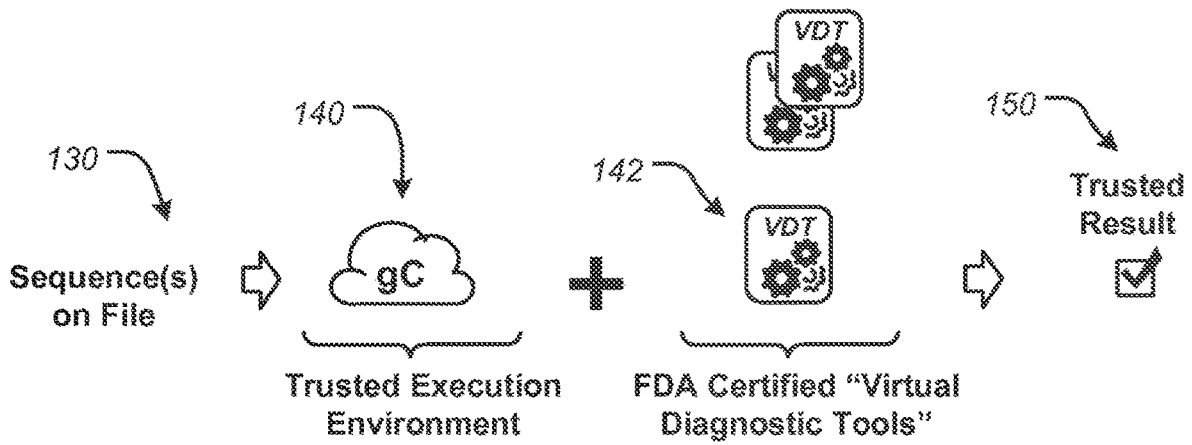 VDT
140
150
130
142
Trusted
Result
VDT
Sequence(s)
on File
gC
Trusted Execution
Environment
FDA Certified “Virtual
Diagnostic Tools”